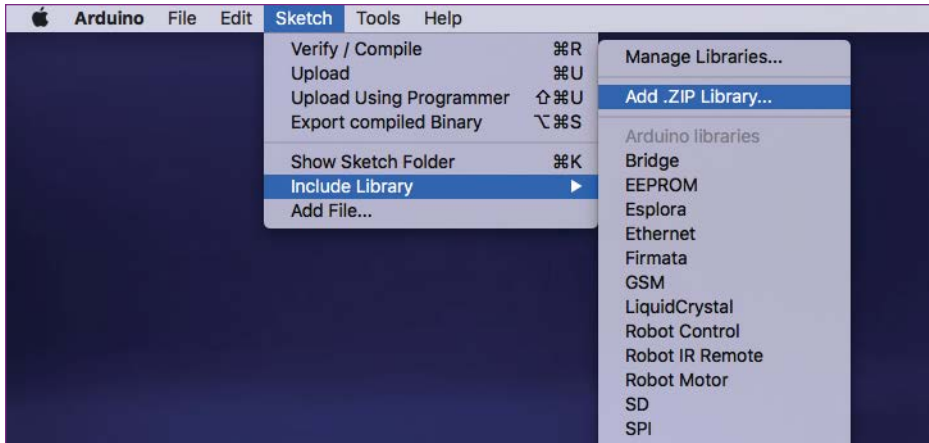 Arduino File Edit Sketch Tools Help
Verify / Compile ⌘R
Upload ⌘U
Upload Using Programmer ⇧⌘U
Export compiled Binary ⌥⌘S
Show Sketch Folder ⌘K
Include Library ▶
Add File...
Manage Libraries...
Add .ZIP Library...
Arduino libraries
Bridge
EEPROM
Esplora
Ethernet
Firmata
GSM
LiquidCrystal
Robot Control
Robot IR Remote
Robot Motor
SD
SPI